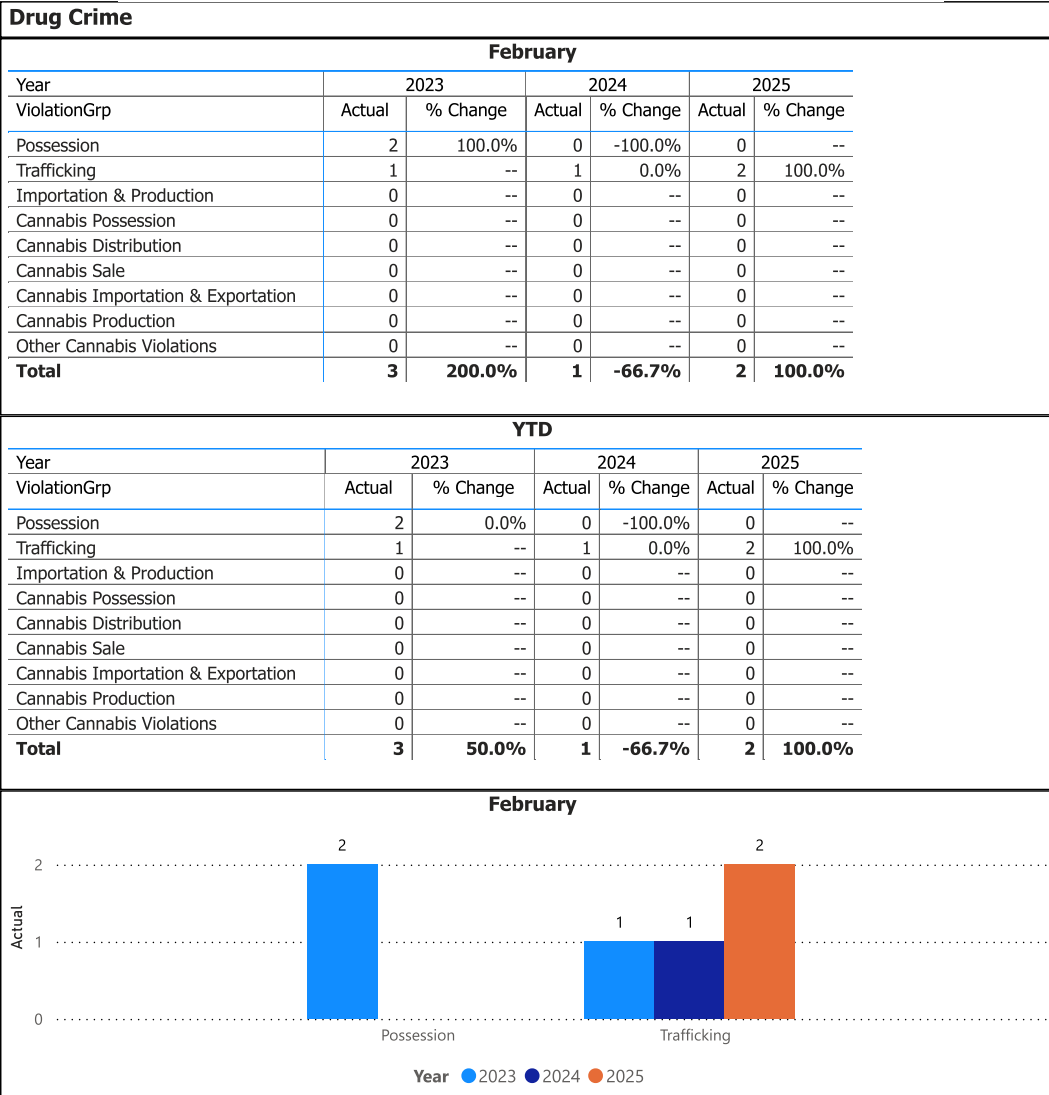 Drug Crime
February
Year 2023 2024 2025
ViolationGrp Actual % Change Actual % Change Actual % Change
Possession 2 100.0% 0 -100.0% 0 --
Trafficking 1 -- 1 0.0% 2 100.0%
Importation & Production 0 -- 0 -- 0 --
Cannabis Possession 0 -- 0 -- 0 --
Cannabis Distribution 0 -- 0 -- 0 --
Cannabis Sale 0 -- 0 -- 0 --
Cannabis Importation & Exportation 0 -- 0 -- 0 --
Cannabis Production 0 -- 0 -- 0 --
Other Cannabis Violations 0 -- 0 -- 0 --
Total 3 200.0% 1 -66.7% 2 100.0%
YTD
Year 2023 2024 2025
ViolationGrp Actual % Change Actual % Change Actual % Change
Possession 2 0.0% 0 -100.0% 0 --
Trafficking 1 -- 1 0.0% 2 100.0%
Importation & Production 0 -- 0 -- 0 --
Cannabis Possession 0 -- 0 -- 0 --
Cannabis Distribution 0 -- 0 -- 0 --
Cannabis Sale 0 -- 0 -- 0 --
Cannabis Importation & Exportation 0 -- 0 -- 0 --
Cannabis Production 0 -- 0 -- 0 --
Other Cannabis Violations 0 -- 0 -- 0 --
Total 3 50.0% 1 -66.7% 2 100.0%
February
2 2
2
1 1
Actual
1
0
Possession Trafficking
Year 2023 2024 2025